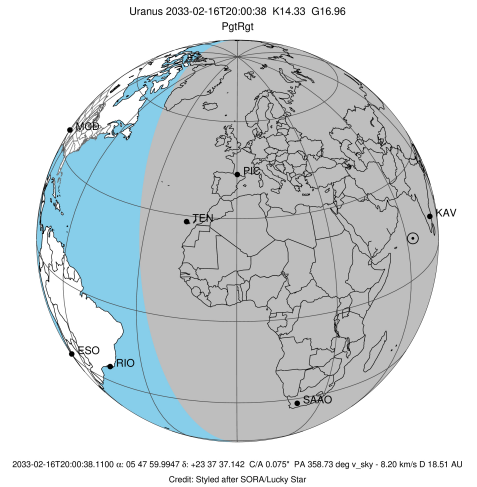 Uranus 2033-02-16T20:00:38 K14.33 G16.96
PgtRgt
MCD
PIC
TEN
KAV
ESO
RIO
SAAO
2033-02-16T20:00:38.1100 α: 05 47 59.9947 δ: +23 37 37.142 C/A 0.075" PA 358.73 deg v_sky - 8.20 km/s D 18.51 AU
Credit: Styled after SORA/Lucky Star